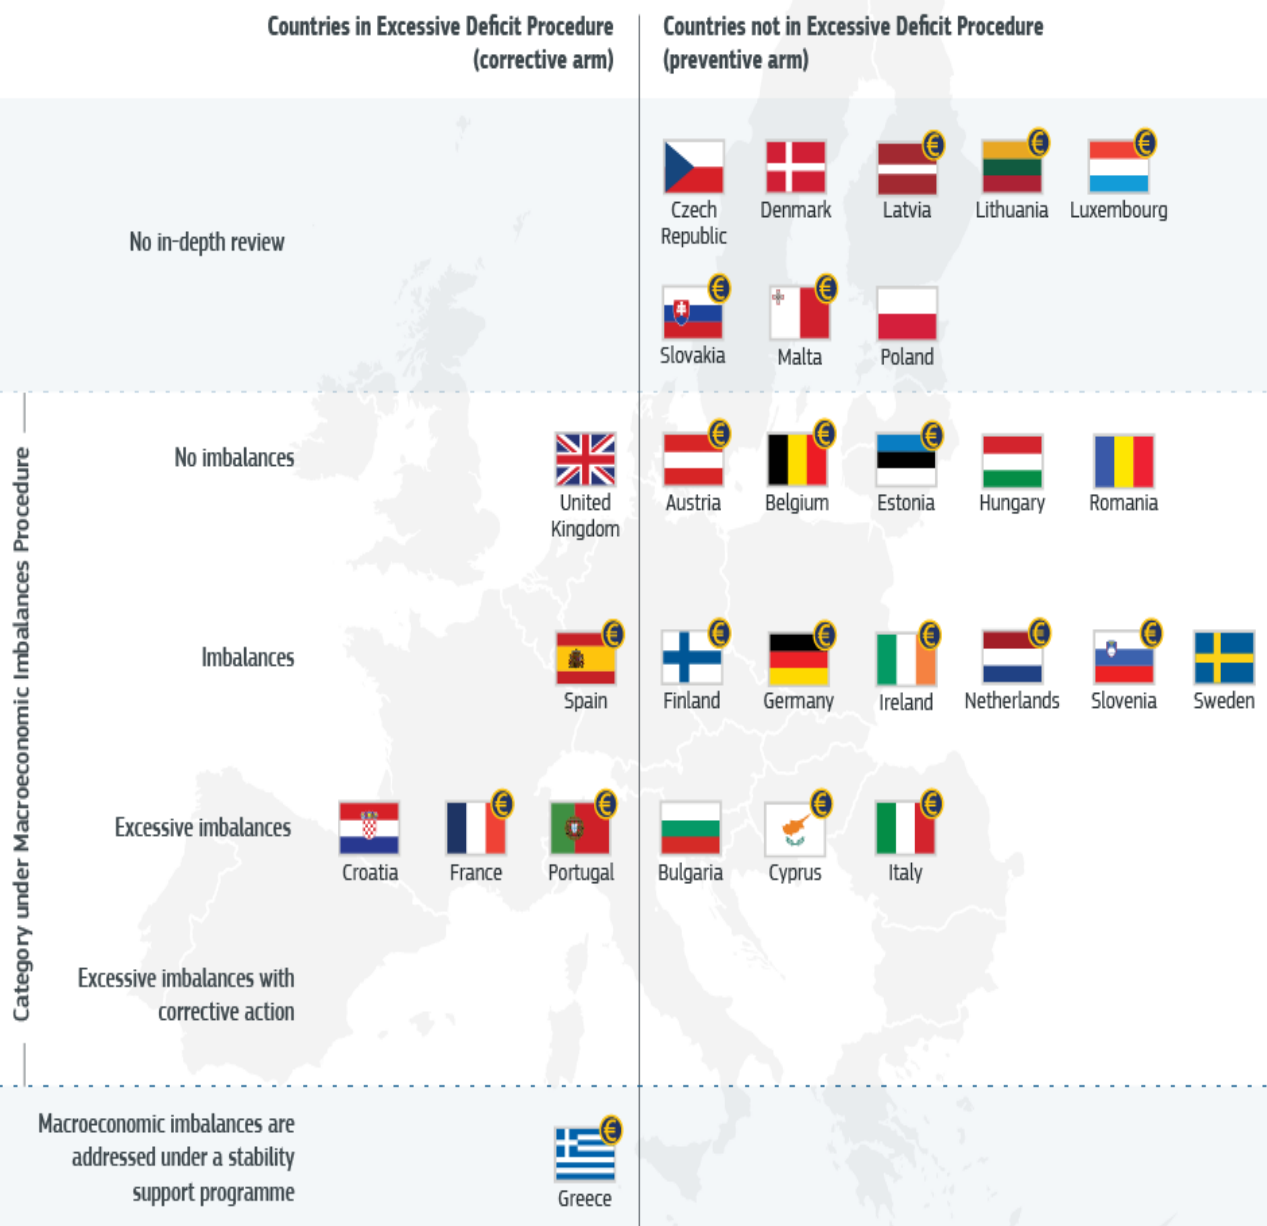 Countries in Excessive Deficit Procedure
(corrective arm)
Countries not in Excessive Deficit Procedure
(preventive arm)
No in-depth review
Czech
Republic
Denmark
€
Latvia
€
Lithuania
€
Luxembourg
€
Slovakia
€
Malta
Poland
Category under Macroeconomic Imbalances Procedure
No imbalances
United
Kingdom
€
Austria
€
Belgium
€
Estonia
Hungary
Romania
Imbalances
€
Spain
€
Finland
€
Germany
€
Ireland
€
Netherlands
€
Slovenia
Sweden
Excessive imbalances
Croatia
€
France
€
Portugal
Bulgaria
€
Cyprus
€
Italy
Excessive imbalances with
corrective action
Macroeconomic imbalances are
addressed under a stability
support programme
€
Greece